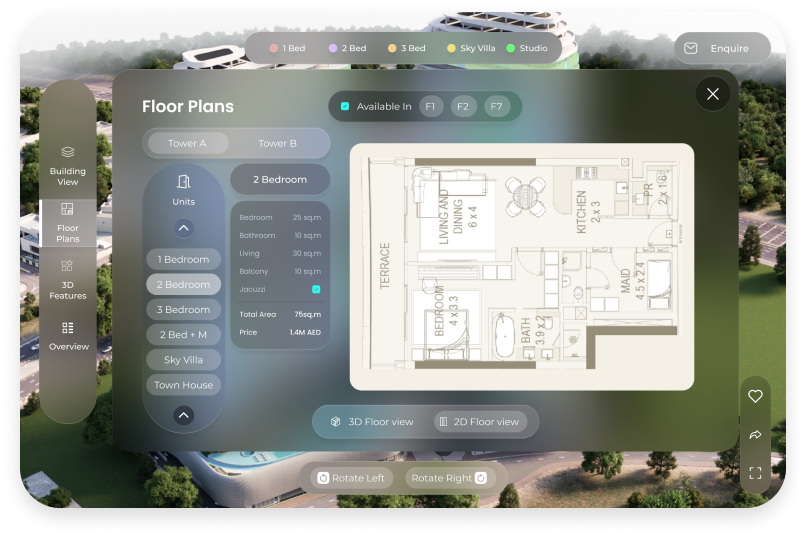 1 Bed
2 Bed
3 Bed
Sky Villa
Studio
Enquire
Building
View
Floor
Plans
3D
Features
Overview
Floor Plans
Available In
F1
F2
F7
Tower A
Tower B
Units
1 Bedroom
2 Bedroom
3 Bedroom
2 Bed + M
Sky Villa
Town House
2 Bedroom
Bedroom 25 sq.m
Bathroom 10 sq.m
Living 30 sq.m
Balcony 10 sq.m
Jacuzzi
Total Area 75sq.m
Price 1.4M AED
TERRACE
LIVING AND
DINING
6 x 4
KITCHEN
2 x 3
PR
2 x 1.6
BEDROOM
4 x 3.3
BATH
3.9 x 2
MAID
4.5 x 2.4
3D Floor view
2D Floor view
Rotate Left
Rotate Right